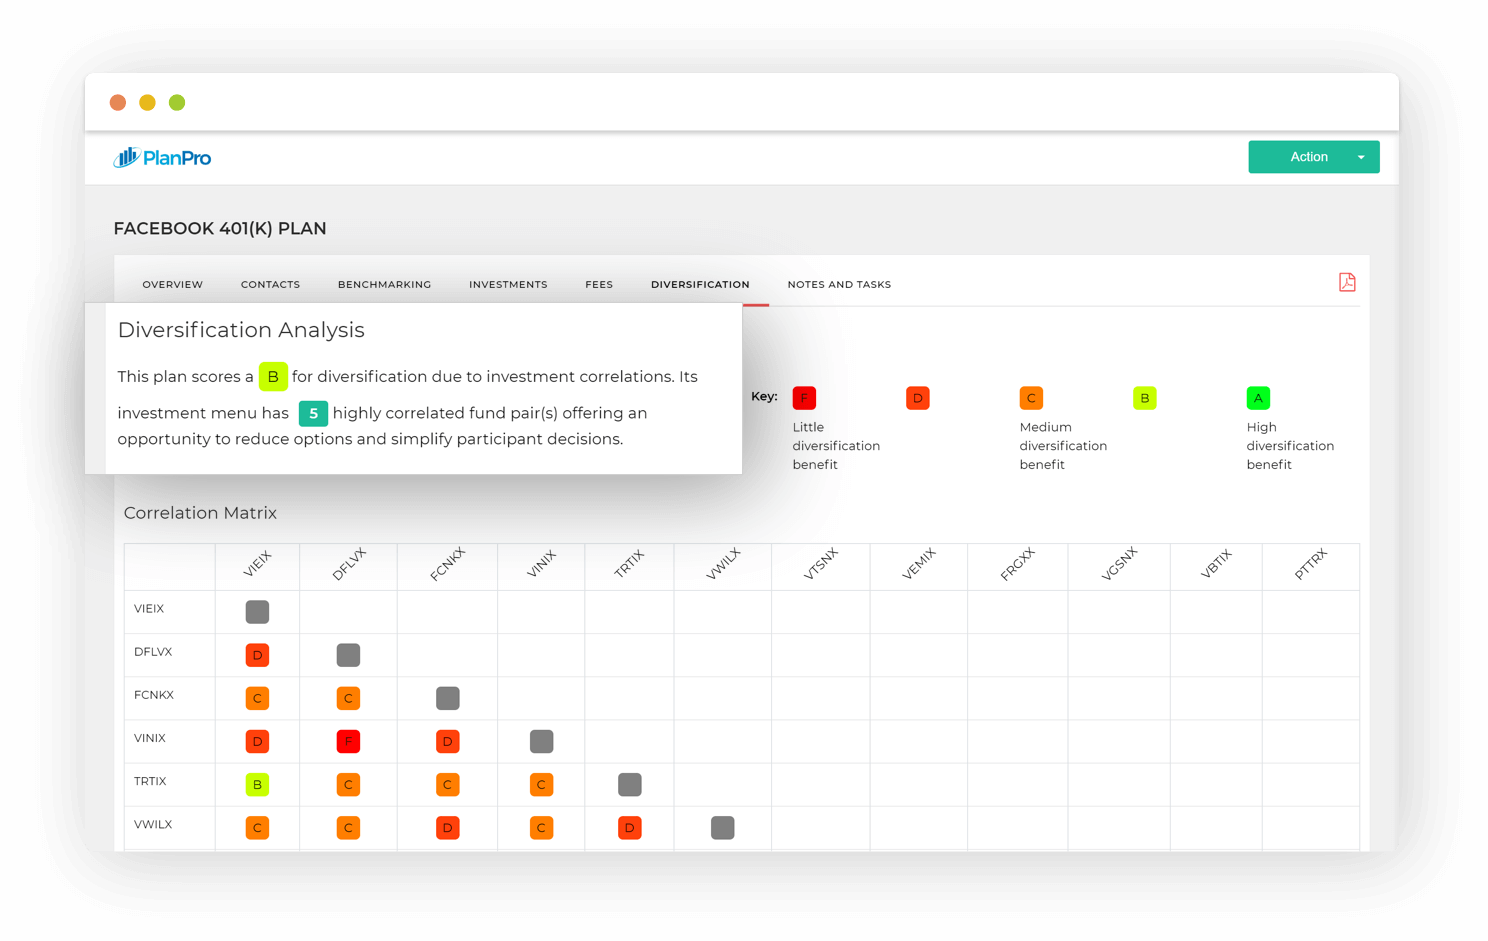 PlanPro
Action
FACEBOOK 401(K) PLAN
OVERVIEW CONTACTS BENCHMARKING INVESTMENTS FEES DIVERSIFICATION NOTES AND TASKS
Diversification Analysis
This plan scores a B for diversification due to investment correlations. Its
investment menu has 5 highly correlated fund pair(s) offering an
opportunity to reduce options and simplify participant decisions.
Key: F D C B A
Little Medium High
diversification diversification diversification
benefit benefit benefit
Correlation Matrix
VIEIX DFLVX FCNKX VINIX TRTIX VWILX VTSNX VEMIX FRGXX VGSNX VBTIX PTTRX
VIEIX
DFLVX D
FCNKX C C
VINIX D F D
TRTIX B C C C
VWILX C C D C D